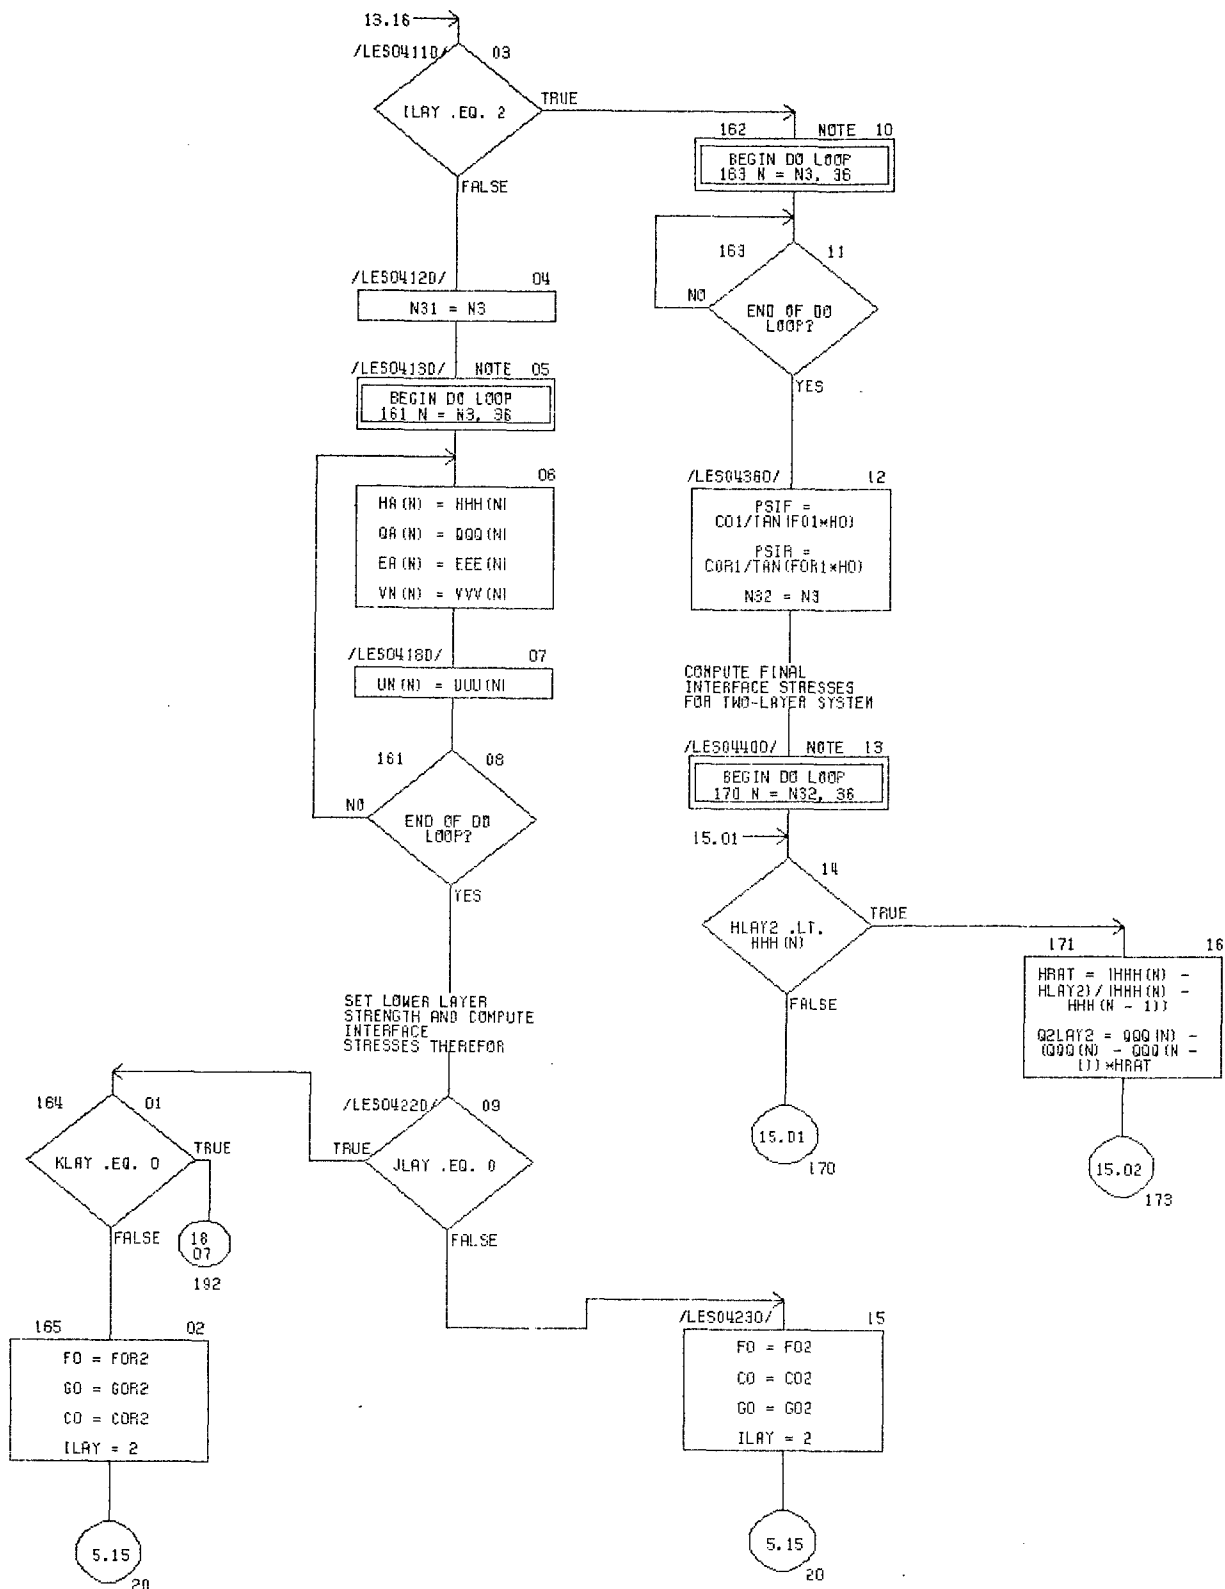 13.16
/LES0411D/ 03
ILAY .EQ. 2
TRUE
FALSE
162 NOTE 10
BEGIN DO LOOP
163 N = N3, 36
163 11
NO
END OF DO
LOOP?
YES
/LES0412D/ 04
N31 = N3
/LES0413D/ NOTE 05
BEGIN DO LOOP
161 N = N3, 36
06
HA(N) = HHH(N)
QA(N) = QQQ(N)
EA(N) = EEE(N)
VN(N) = VVV(N)
/LES0418D/ 07
UN(N) = UUU(N)
161 08
NO
END OF DO
LOOP?
YES
/LES0436D/ 12
PSIF =
CO1/TAN(FO1*HO)
PSIR =
COR1/TAN(FOR1*HO)
N32 = N3
COMPUTE FINAL
INTERFACE STRESSES
FOR TWO-LAYER SYSTEM
/LES0440D/ NOTE 13
BEGIN DO LOOP
170 N = N32, 36
15.01
14
HLAY2 .LT.
HHH(N)
TRUE
FALSE
171 16
HRAT = (HHH(N) -
HLAY2)/(HHH(N) -
HHH(N - 1))
Q2LAY2 = QQQ(N) -
(QQQ(N) - QQQ(N -
1))*HRAT
15.01
170
15.02
173
SET LOWER LAYER
STRENGTH AND COMPUTE
INTERFACE
STRESSES THEREFOR
164 01
KLAY .EQ. 0
TRUE
FALSE
18
07
192
/LES0422D/ 09
JLAY .EQ. 0
TRUE
FALSE
165 02
FO = FOR2
GO = GOR2
CO = COR2
ILAY = 2
5.15
20
/LES0423D/ 15
FO = FO2
CO = CO2
GO = GO2
ILAY = 2
5.15
20